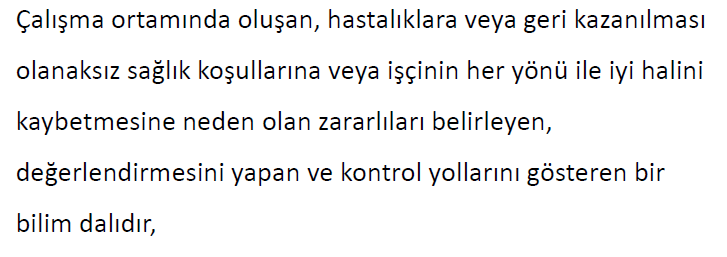 Çalışma ortamında oluşan, hastalıklara veya geri kazanılması
olanaksız sağlık koşullarına veya işçinin her yönü ile iyi halini
kaybetmesine neden olan zararlıları belirleyen,
değerlendirmesini yapan ve kontrol yollarını gösteren bir
bilim dalıdır,